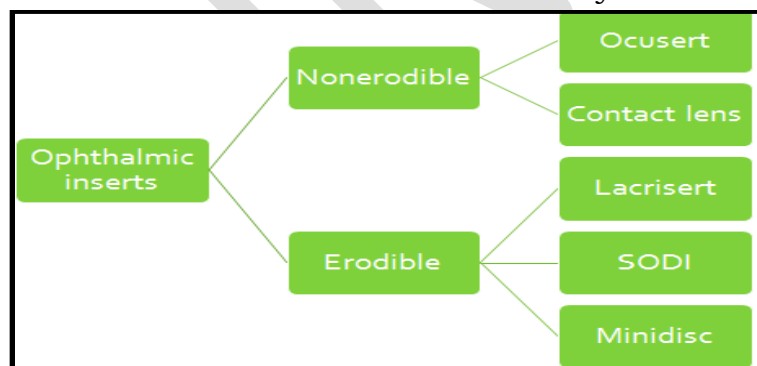 Ocusert
Nonerodible
Contact lens
Ophthalmic
inserts
Lacrisert
Erodible
SODI
Minidisc